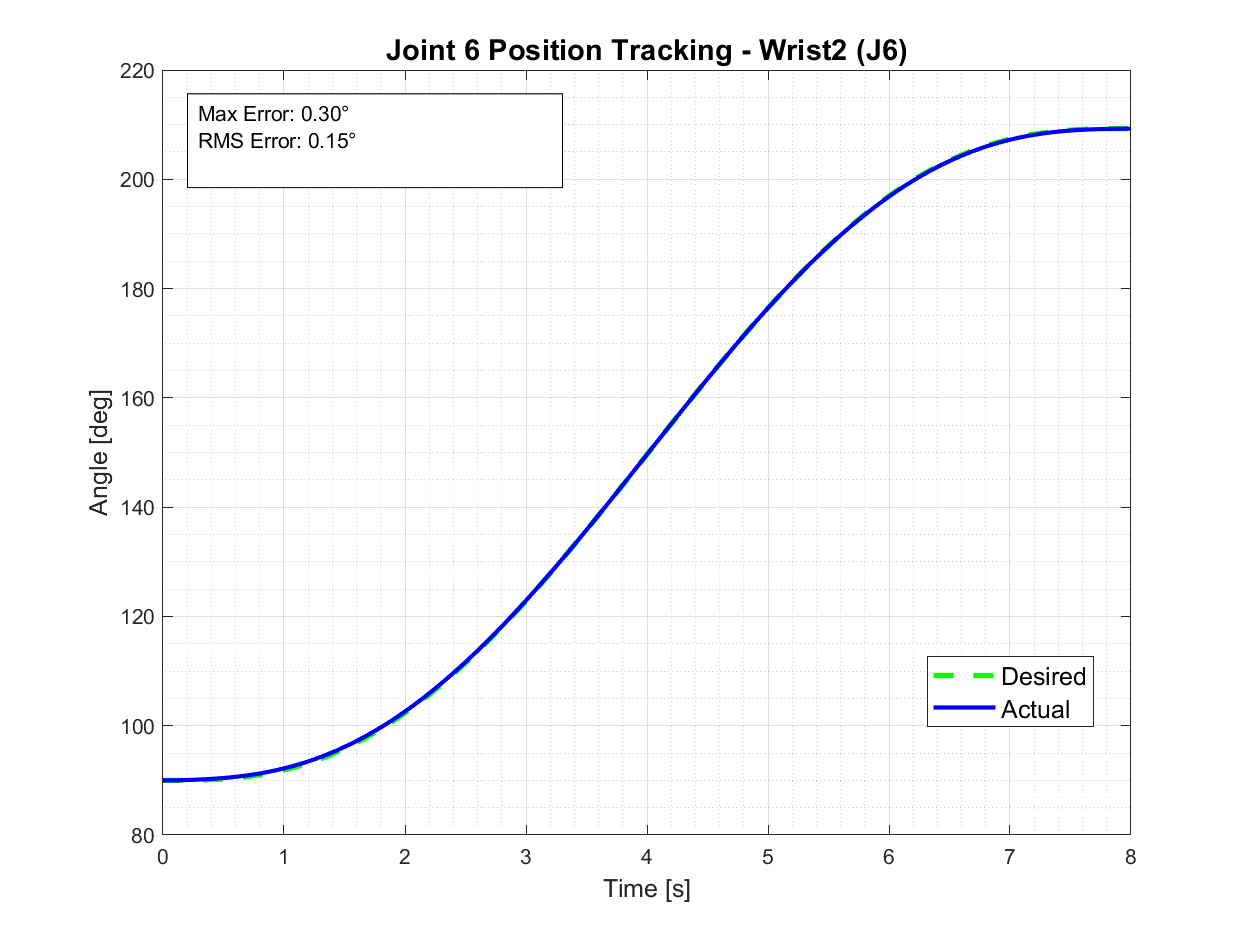 Joint 6 Position Tracking - Wrist2 (J6)
Max Error: 0.30°
RMS Error: 0.15°
Angle [deg]
220
200
180
160
140
120
100
80
0 1 2 3 4 5 6 7 8
Time [s]
Desired
Actual